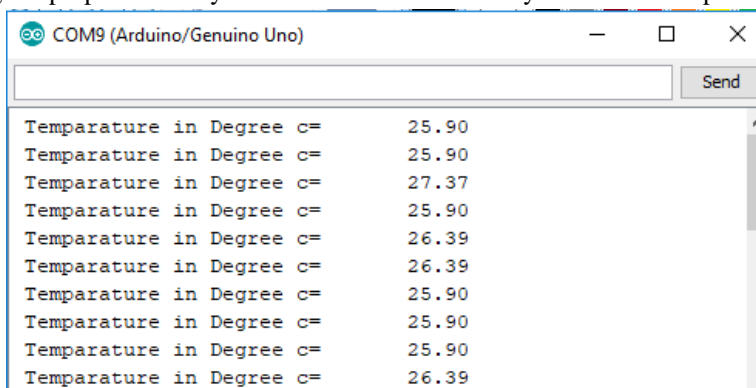 COM9 (Arduino/Genuino Uno)
Send
Temparature in Degree c= 25.90
Temparature in Degree c= 25.90
Temparature in Degree c= 27.37
Temparature in Degree c= 25.90
Temparature in Degree c= 26.39
Temparature in Degree c= 26.39
Temparature in Degree c= 25.90
Temparature in Degree c= 25.90
Temparature in Degree c= 25.90
Temparature in Degree c= 26.39